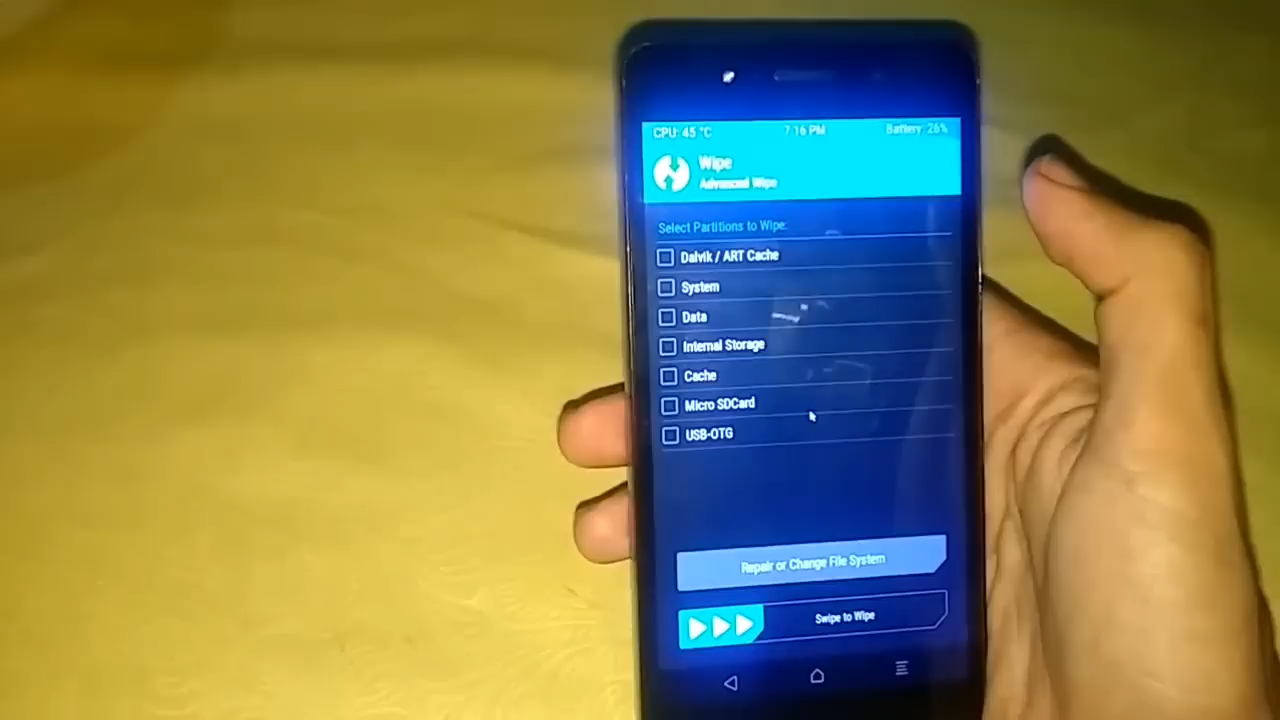 CPU: 45 °C 7:16 PM Battery: 26%
Wipe
Advanced Wipe
Select Partitions to Wipe:
Dalvik / ART Cache
System
Data
Internal Storage
Cache
Micro SDCard
USB-OTG
Repair or Change File System
Swipe to Wipe